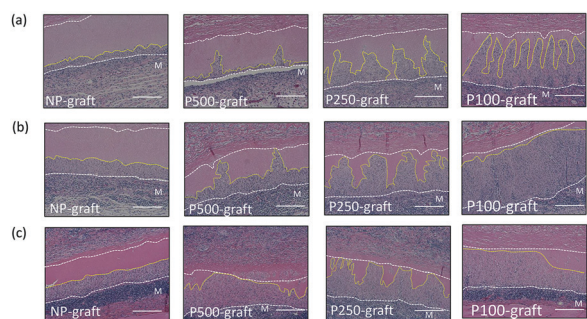 (a)
M
NP-graft
M
P500-graft
M
P250-graft
M
P100-graft
(b)
M
NP-graft
M
P500-graft
M
P250-graft
M
P100-graft
(c)
M
NP-graft
M
P500-graft
M
P250-graft
M
P100-graft